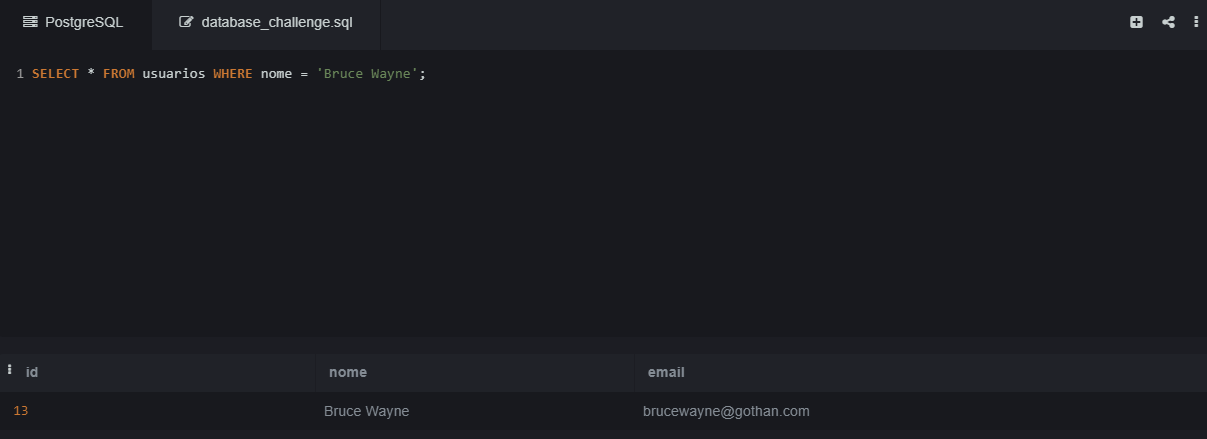 PostgreSQL database_challenge.sql
1 SELECT * FROM usuarios WHERE nome = 'Bruce Wayne';
id nome email
13 Bruce Wayne brucewayne@gothan.com